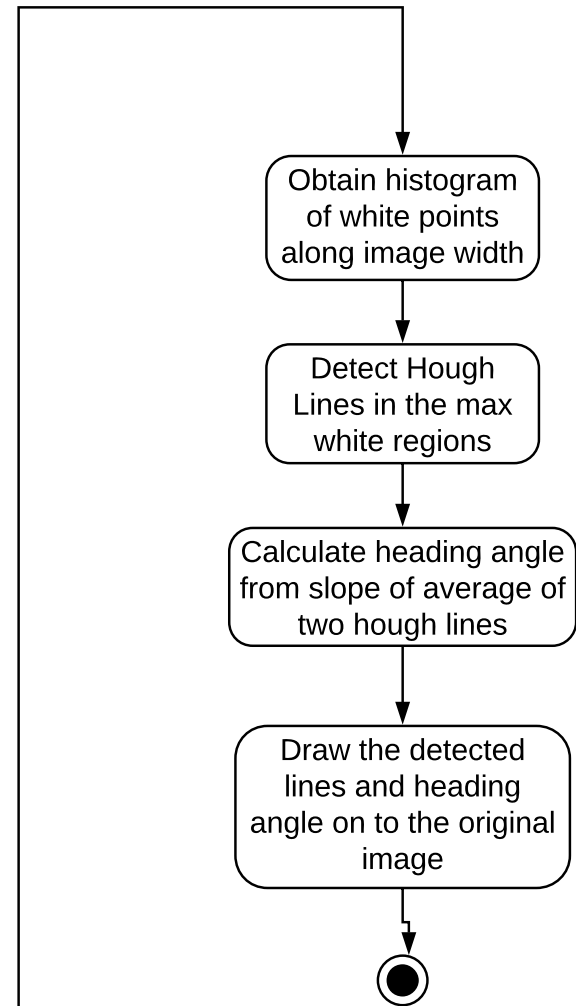 Obtain histogram
of white points
along image width
Detect Hough
Lines in the max
white regions
Calculate heading angle
from slope of average of
two hough lines
Draw the detected
lines and heading
angle on to the original
image